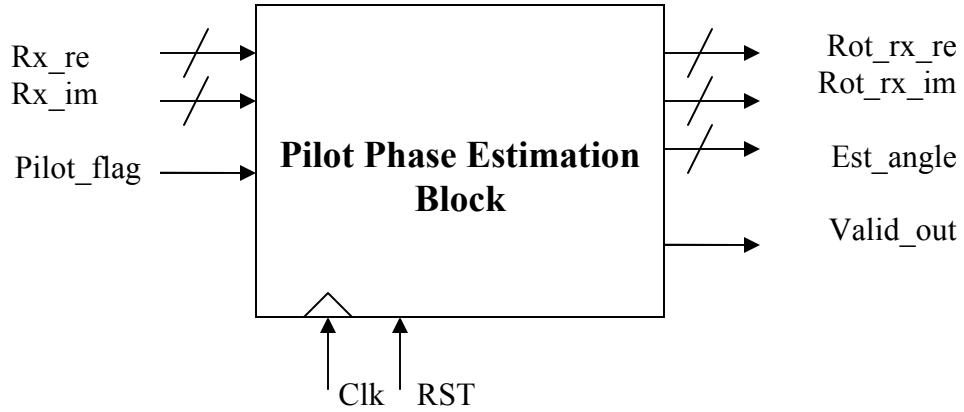 Rx_re
Rx_im
Pilot_flag
Pilot Phase Estimation
Block
Rot_rx_re
Rot_rx_im
Est_angle
Valid_out
Clk
RST